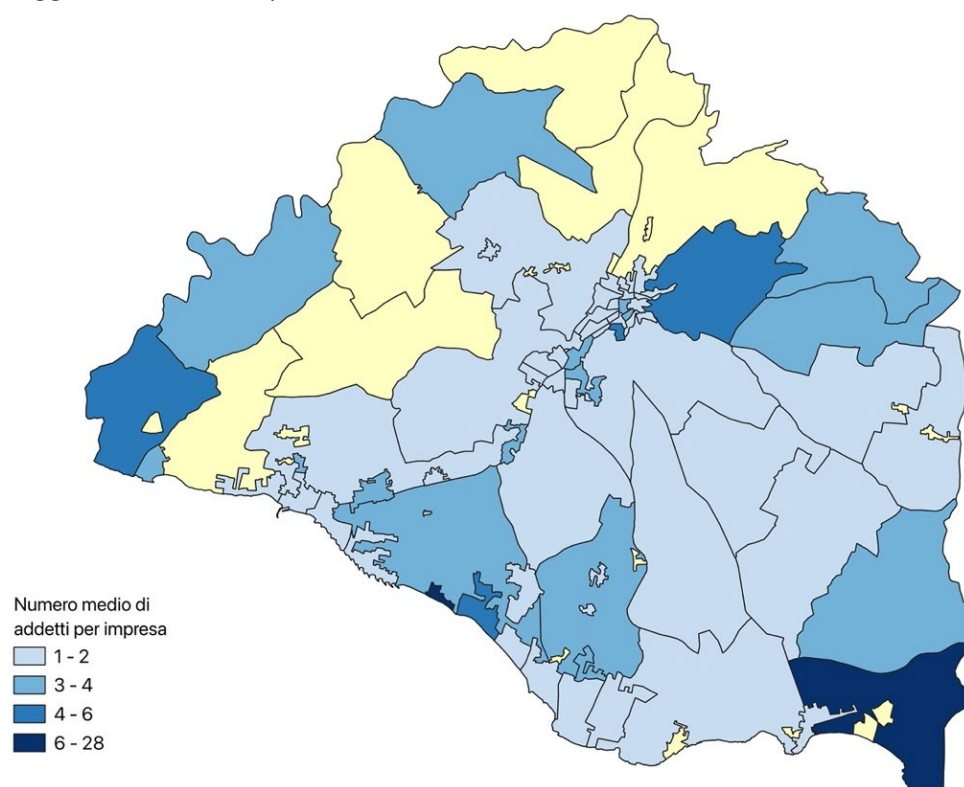 Numero medio di
addetti per impresa
1 - 2
3 - 4
4 - 6
6 - 28